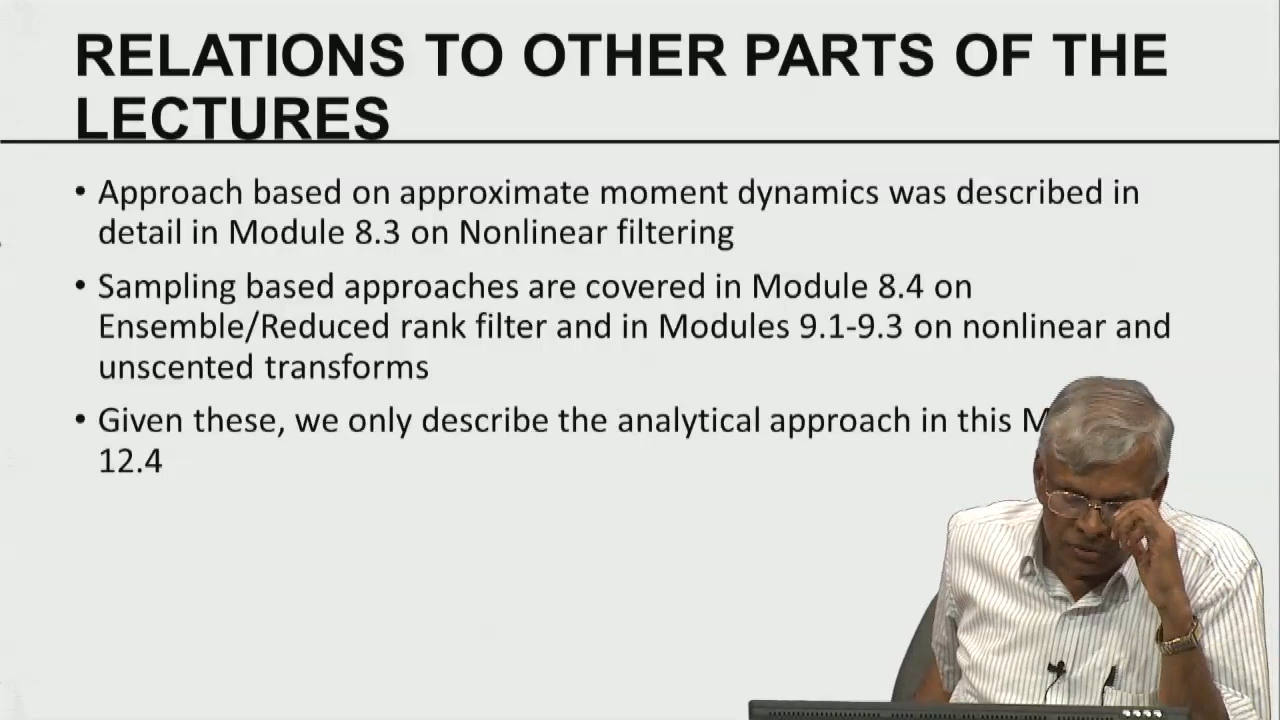 RELATIONS TO OTHER PARTS OF THE
LECTURES
• Approach based on approximate moment dynamics was described in
detail in Module 8.3 on Nonlinear filtering
• Sampling based approaches are covered in Module 8.4 on
Ensemble/Reduced rank filter and in Modules 9.1-9.3 on nonlinear and
unscented transforms
• Given these, we only describe the analytical approach in this
12.4